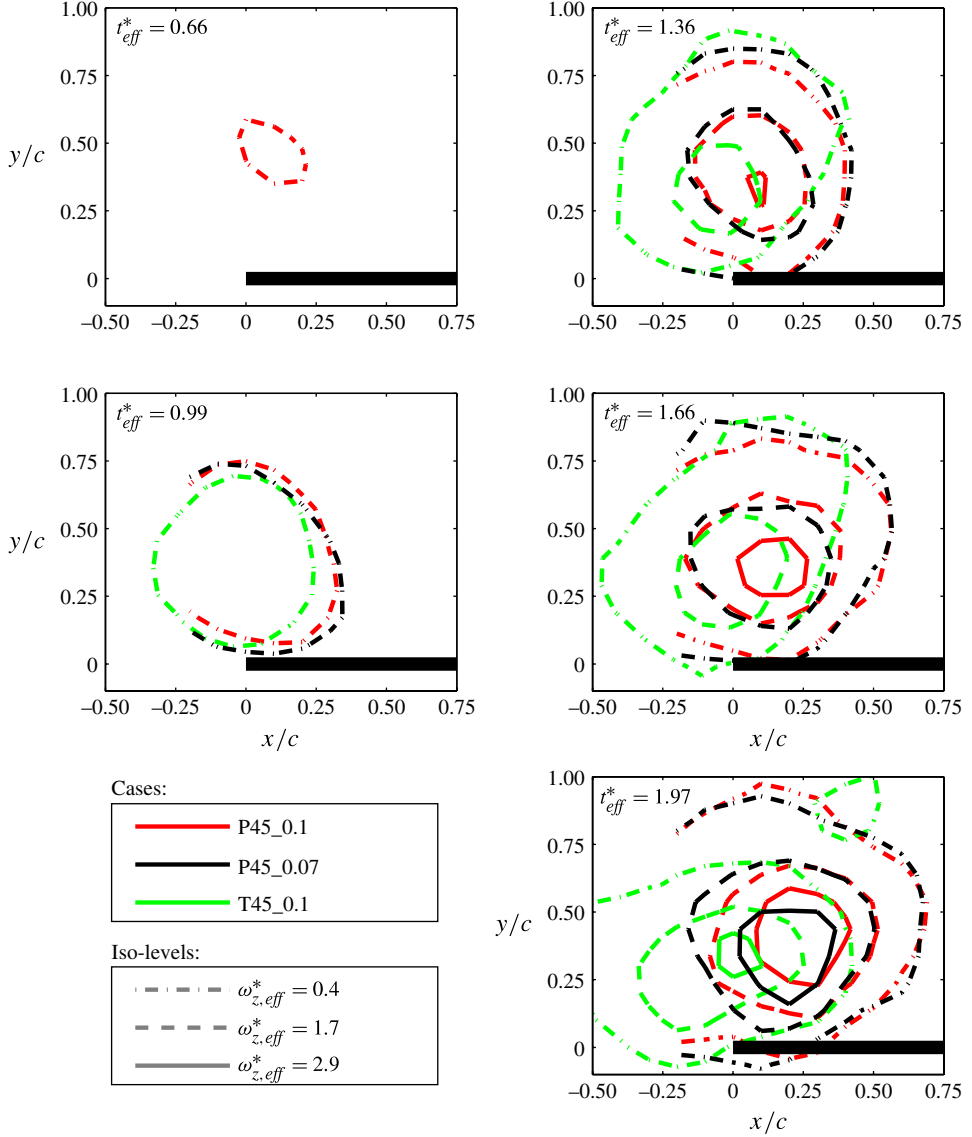 t*eff = 0.66
1.00
0.75
0.50
0.25
0
y/c
–0.50 –0.25 0 0.25 0.50 0.75
t*eff = 1.36
1.00
0.75
0.50
0.25
0
–0.50 –0.25 0 0.25 0.50 0.75
t*eff = 0.99
1.00
0.75
0.50
0.25
0
y/c
–0.50 –0.25 0 0.25 0.50 0.75
x/c
t*eff = 1.66
1.00
0.75
0.50
0.25
0
–0.50 –0.25 0 0.25 0.50 0.75
x/c
Cases:
P45_0.1
P45_0.07
T45_0.1
Iso-levels:
ω*z,eff = 0.4
ω*z,eff = 1.7
ω*z,eff = 2.9
t*eff = 1.97
1.00
0.75
0.50
0.25
0
y/c
–0.50 –0.25 0 0.25 0.50 0.75
x/c